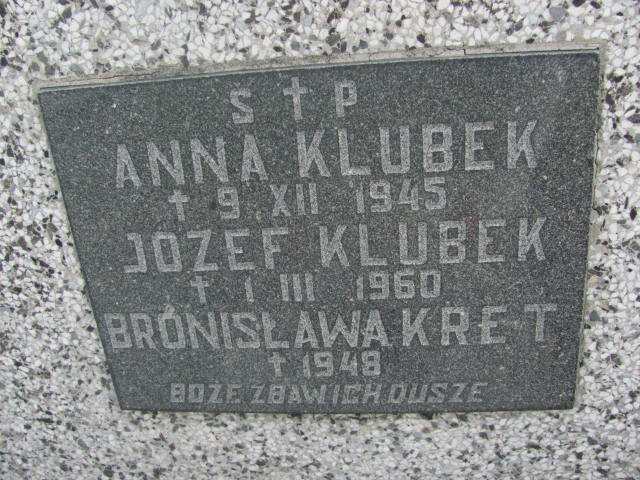 S † P
ANNA KLUBEK
† 9 XII 1945
JOZEF KLUBEK
† 1 III 1960
BRONISŁAWA KRET
† 1948
BOZE ZBAW ICH DUSZE